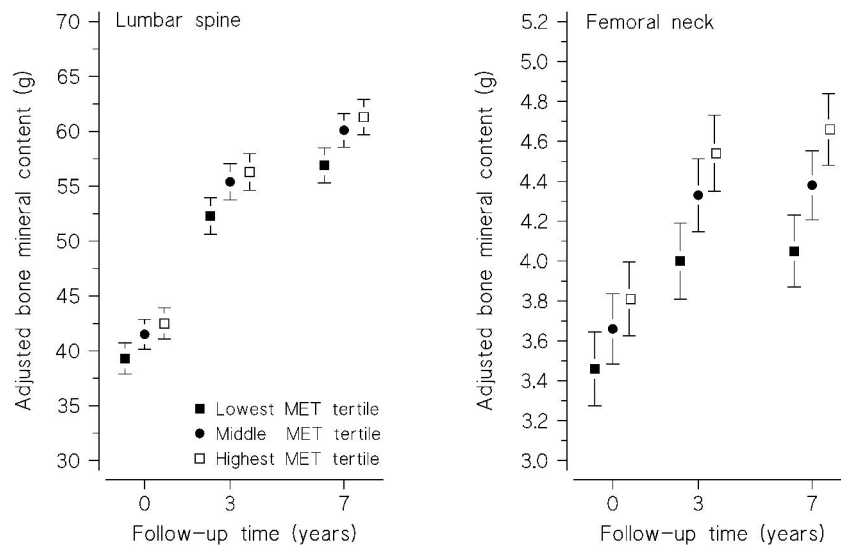 Lumbar spine
Adjusted bone mineral content (g)
70
65
60
55
50
45
40
35
30
Lowest MET tertile
Middle MET tertile
Highest MET tertile
0 3 7
Follow-up time (years)
Femoral neck
Adjusted bone mineral content (g)
5.2
5.0
4.8
4.6
4.4
4.2
4.0
3.8
3.6
3.4
3.2
3.0
0 3 7
Follow-up time (years)